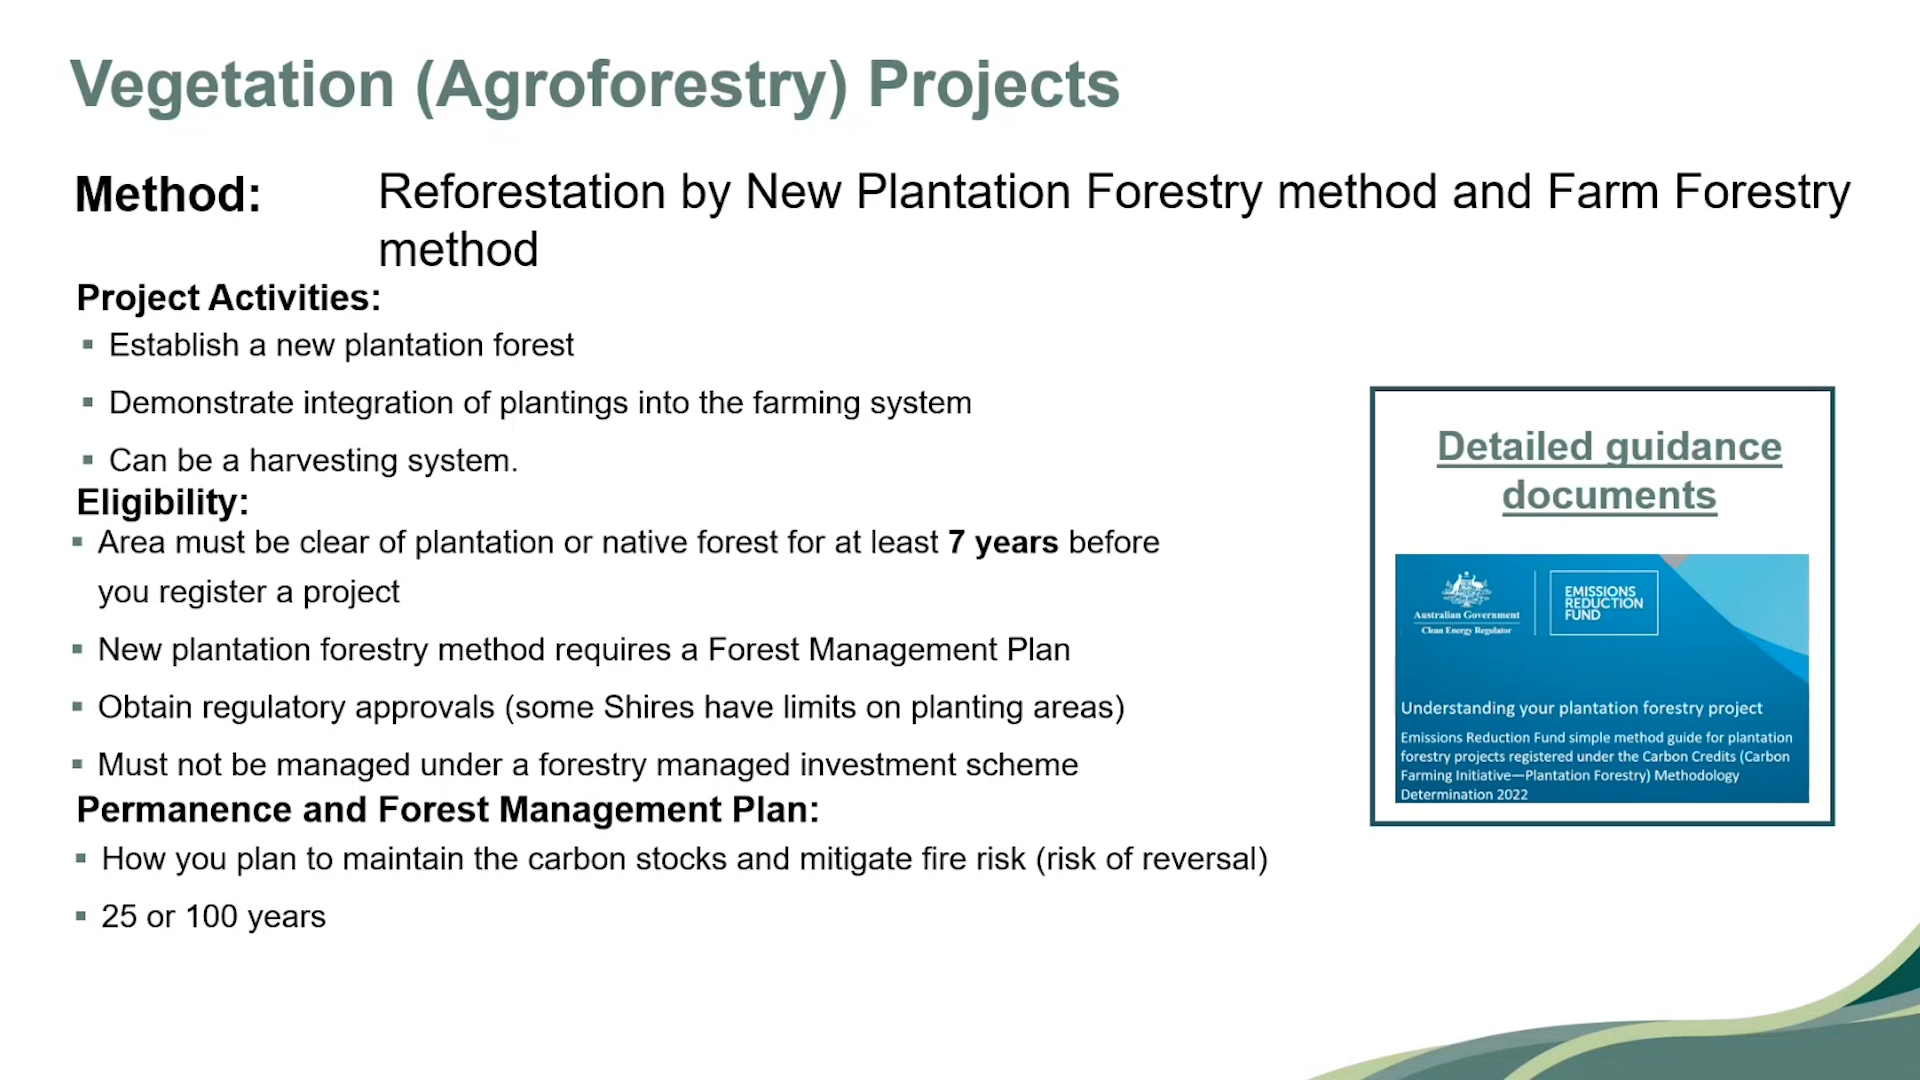 Vegetation (Agroforestry) Projects
Method:
Reforestation by New Plantation Forestry method and Farm Forestry
method
Project Activities:
▪ Establish a new plantation forest
▪ Demonstrate integration of plantings into the farming system
▪ Can be a harvesting system.
Eligibility:
▪ Area must be clear of plantation or native forest for at least 7 years before
you register a project
▪ New plantation forestry method requires a Forest Management Plan
▪ Obtain regulatory approvals (some Shires have limits on planting areas)
▪ Must not be managed under a forestry managed investment scheme
Permanence and Forest Management Plan:
▪ How you plan to maintain the carbon stocks and mitigate fire risk (risk of reversal)
▪ 25 or 100 years
Detailed guidance
documents
Australian Government
Clean Energy Regulator
EMISSIONS
REDUCTION
FUND
Understanding your plantation forestry project
Emissions Reduction Fund simple method guide for plantation
forestry projects registered under the Carbon Credits (Carbon
Farming Initiative—Plantation Forestry) Methodology
Determination 2022